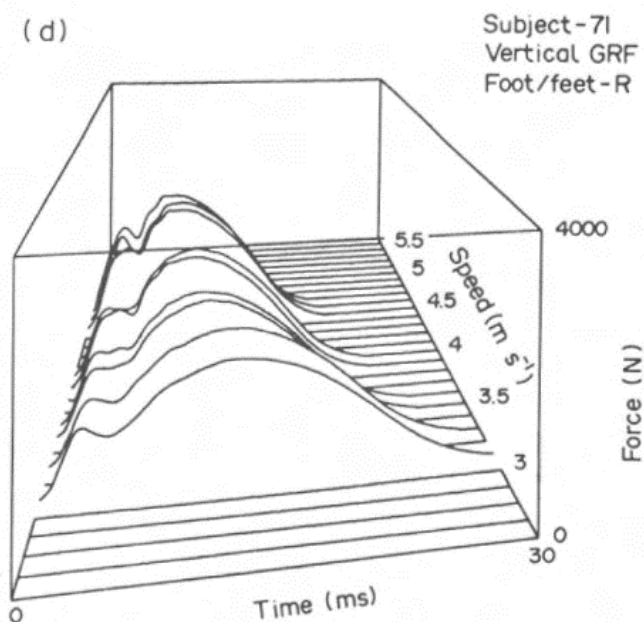 (d)
Subject-71
Vertical GRF
Foot/feet-R
4000
5.5
5
4.5
4
3.5
3
Speed (m s⁻¹)
Force (N)
0
30
0
Time (ms)